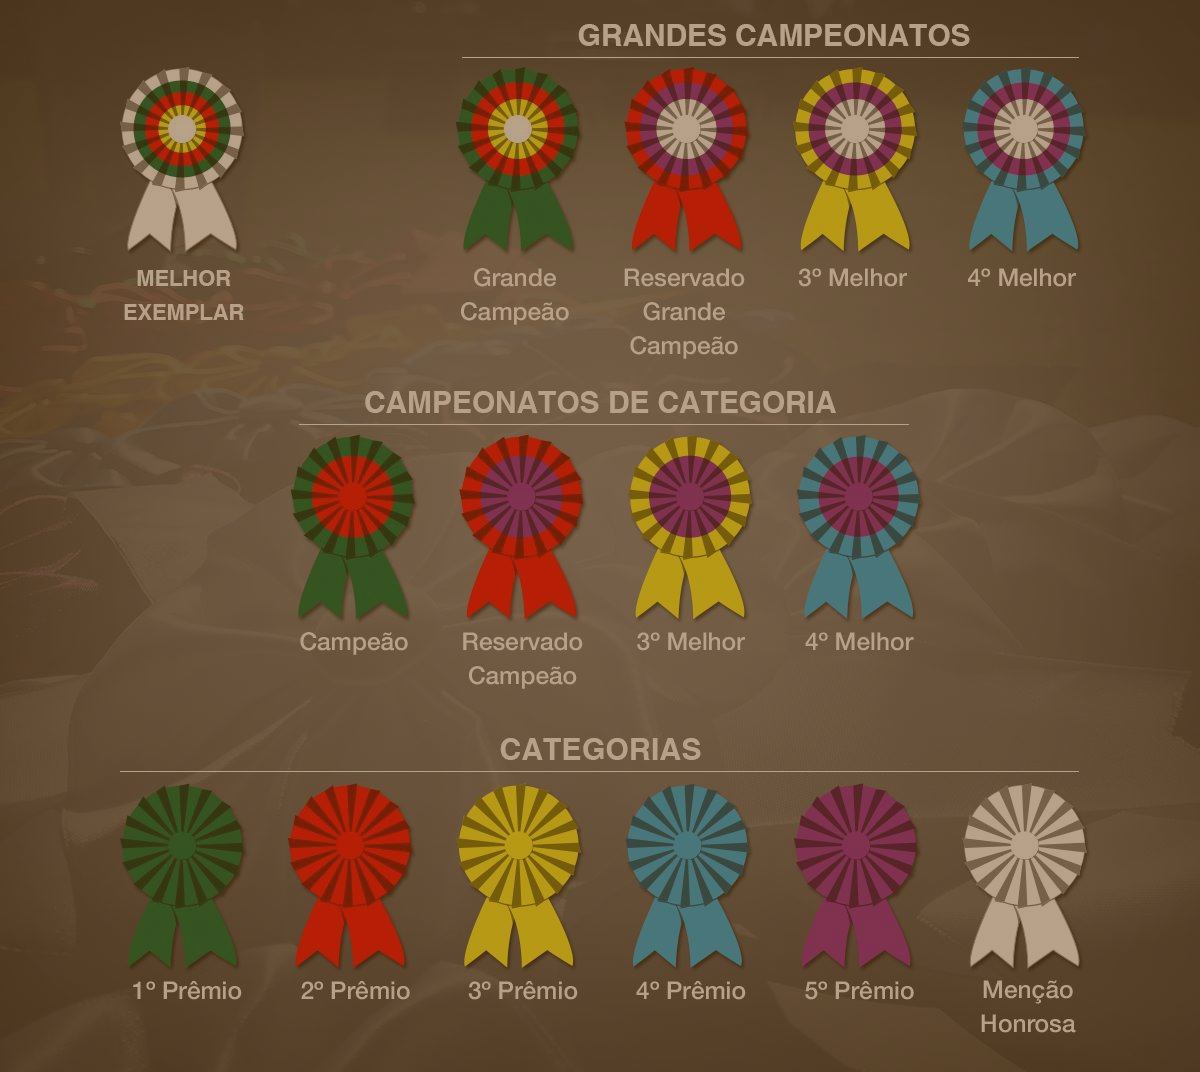 GRANDES CAMPEONATOS
MELHOR
EXEMPLAR
Grande
Campeão
Reservado
Grande
Campeão
3º Melhor
4º Melhor
CAMPEONATOS DE CATEGORIA
Campeão
Reservado
Campeão
3º Melhor
4º Melhor
CATEGORIAS
1º Prêmio
2º Prêmio
3º Prêmio
4º Prêmio
5º Prêmio
Menção
Honrosa